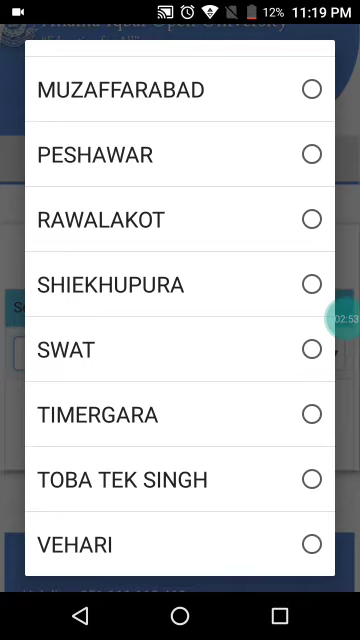 12% 11:19 PM
MUZAFFARABAD
PESHAWAR
RAWALAKOT
SHIEKHUPURA
02:53
SWAT
TIMERGARA
TOBA TEK SINGH
VEHARI